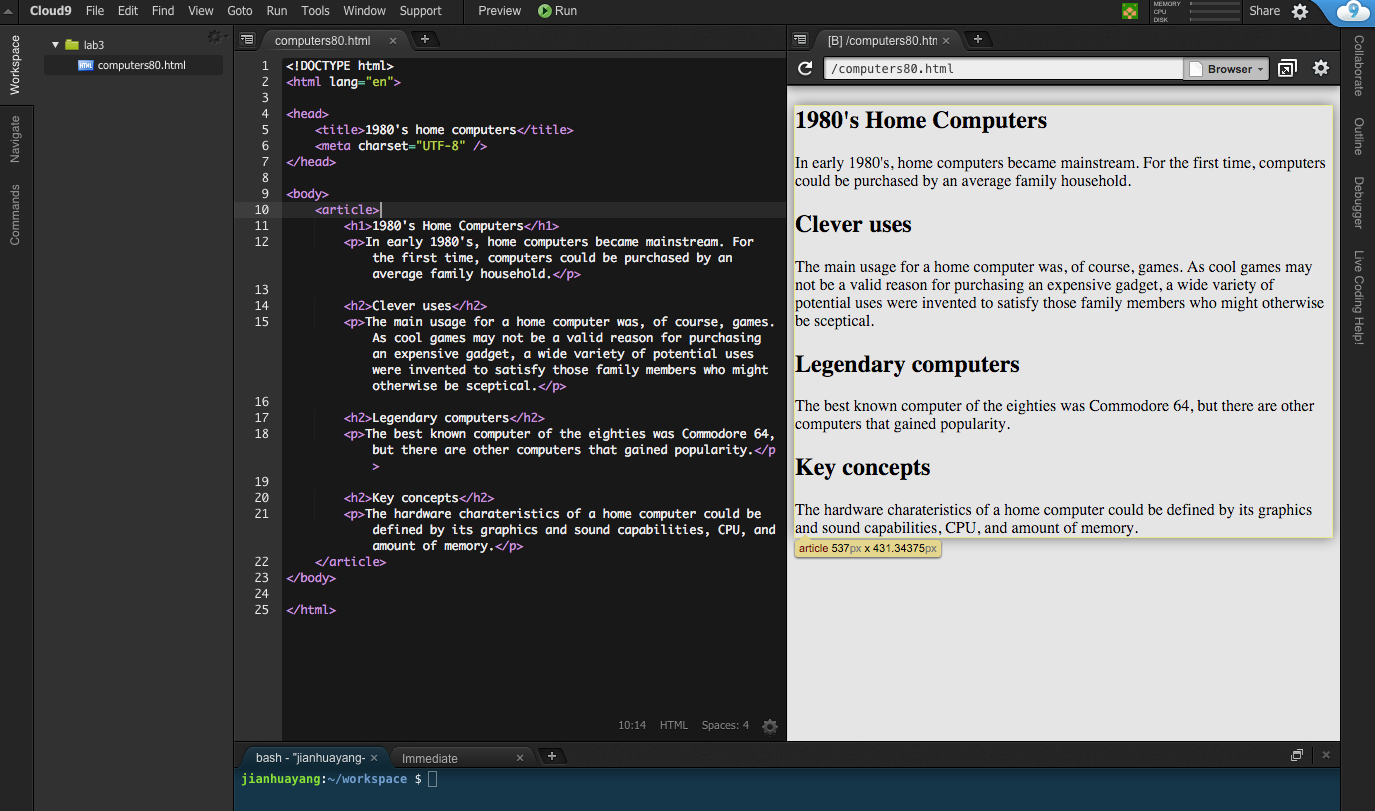 Cloud9 File Edit Find View Goto Run Tools Window Support Preview Run MEMORY CPU DISK Share 9
Workspace
Navigate
Commands
lab3
computers80.html
computers80.html × +
1 <!DOCTYPE html>
2 <html lang="en">
3
4 <head>
5 <title>1980's home computers</title>
6 <meta charset="UTF-8" />
7 </head>
8
9 <body>
10 <article>
11 <h1>1980's Home Computers</h1>
12 <p>In early 1980's, home computers became mainstream. For
the first time, computers could be purchased by an
average family household.</p>
13
14 <h2>Clever uses</h2>
15 <p>The main usage for a home computer was, of course, games.
As cool games may not be a valid reason for purchasing
an expensive gadget, a wide variety of potential uses
were invented to satisfy those family members who might
otherwise be sceptical.</p>
16
17 <h2>Legendary computers</h2>
18 <p>The best known computer of the eighties was Commodore 64,
but there are other computers that gained popularity.</p
>
19
20 <h2>Key concepts</h2>
21 <p>The hardware charateristics of a home computer could be
defined by its graphics and sound capabilities, CPU, and
amount of memory.</p>
22 </article>
23 </body>
24
25 </html>
10:14 HTML Spaces: 4
[B] /computers80.htm × +
/computers80.html Browser
1980's Home Computers
In early 1980's, home computers became mainstream. For the first time, computers
could be purchased by an average family household.
Clever uses
The main usage for a home computer was, of course, games. As cool games may
not be a valid reason for purchasing an expensive gadget, a wide variety of
potential uses were invented to satisfy those family members who might otherwise
be sceptical.
Legendary computers
The best known computer of the eighties was Commodore 64, but there are other
computers that gained popularity.
Key concepts
The hardware charateristics of a home computer could be defined by its graphics
and sound capabilities, CPU, and amount of memory.
article 537px x 431.34375px
Collaborate
Outline
Debugger
Live Coding Help!
bash - "jianhuayang- × Immediate × +
jianhuayang:~/workspace $